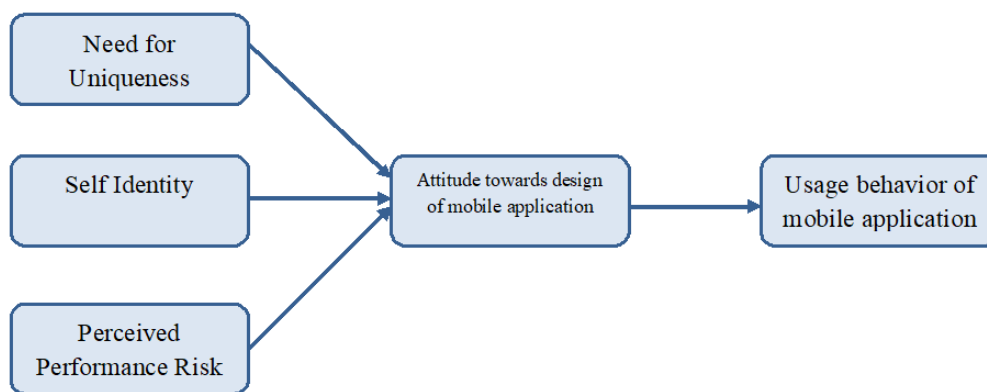 Need for
Uniqueness
Self Identity
Attitude towards design
of mobile application
Usage behavior of
mobile application
Perceived
Performance Risk